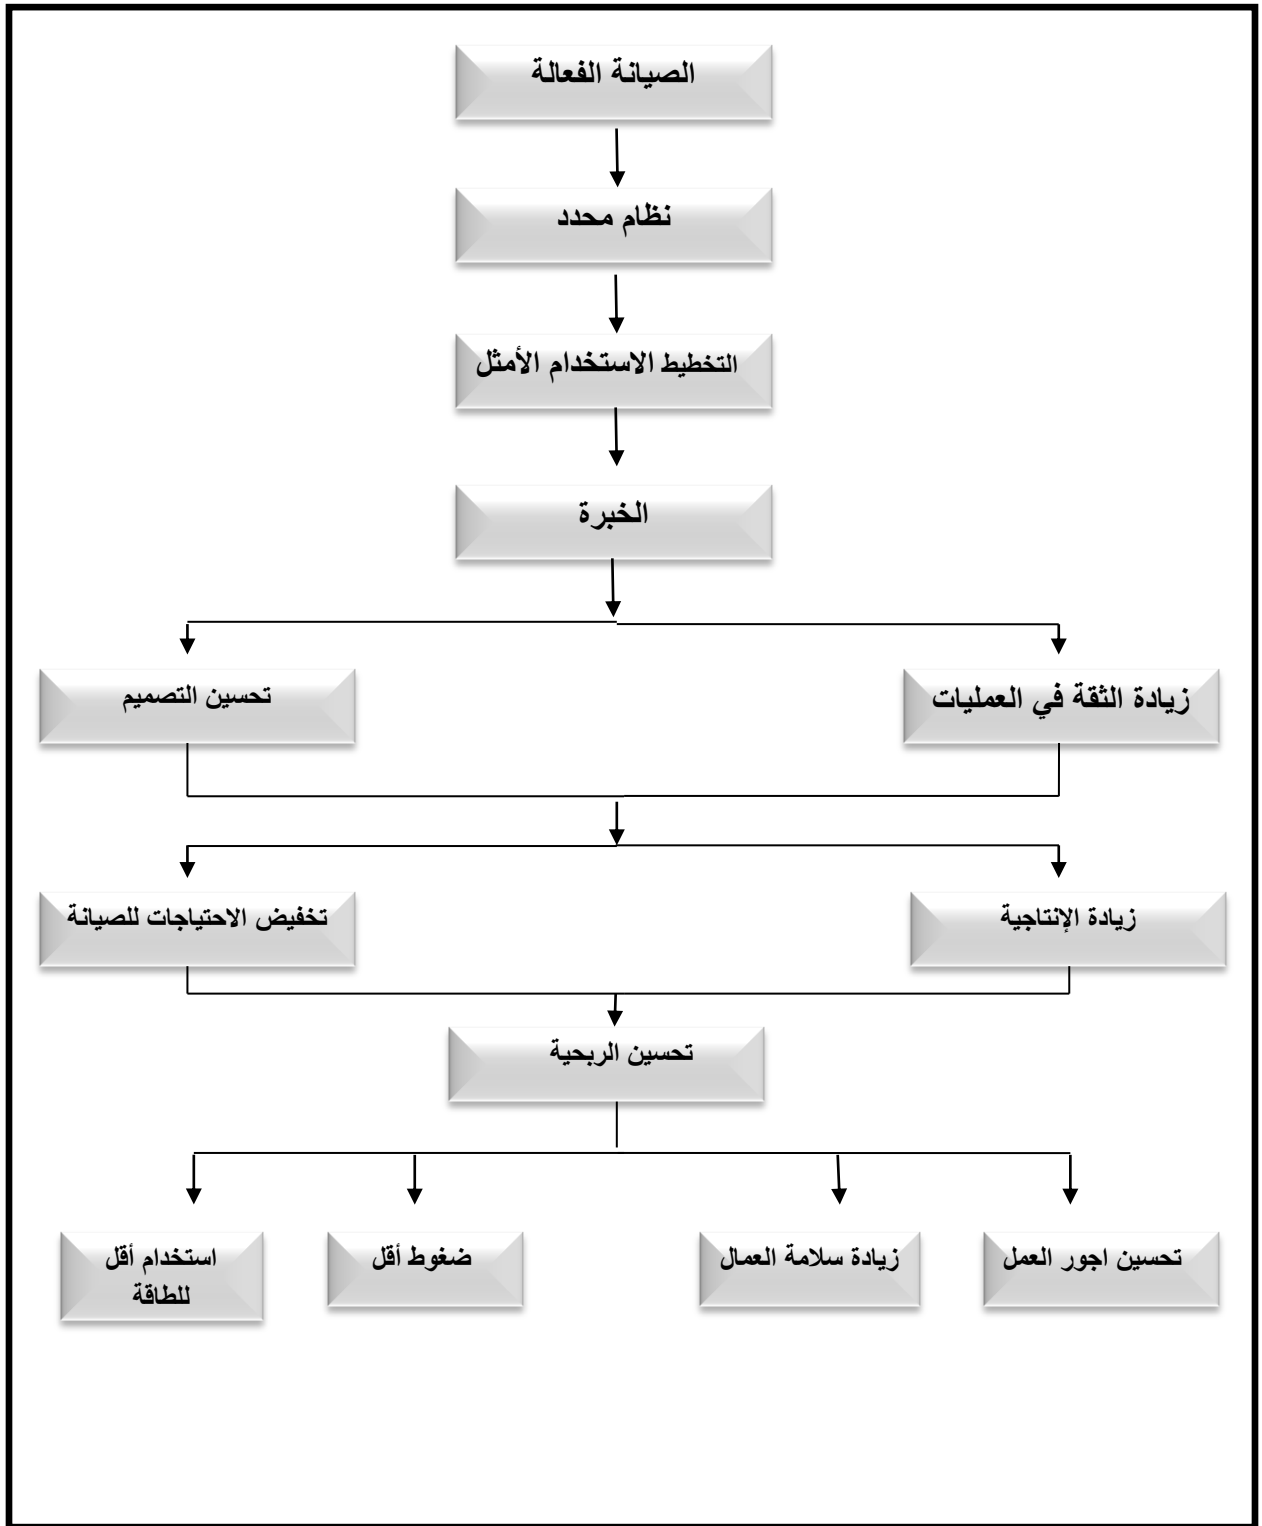 الصيانة الفعالة
نظام محدد
التخطيط الاستخدام الأمثل
الخبرة
زيادة الثقة في العمليات
تحسين التصميم
زيادة الإنتاجية
تخفيض الاحتياجات للصيانة
تحسين الربحية
تحسين اجور العمل
زيادة سلامة العمال
ضغوط أقل
استخدام أقل
للطاقة